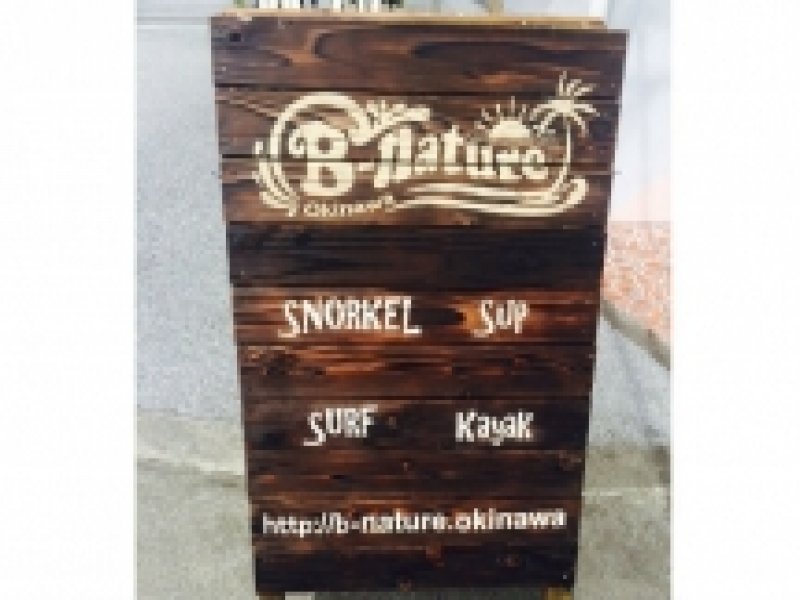 B-nature
Okinawa
SNORKEL SUP
SURF Kayak
http://b-nature.okinawa